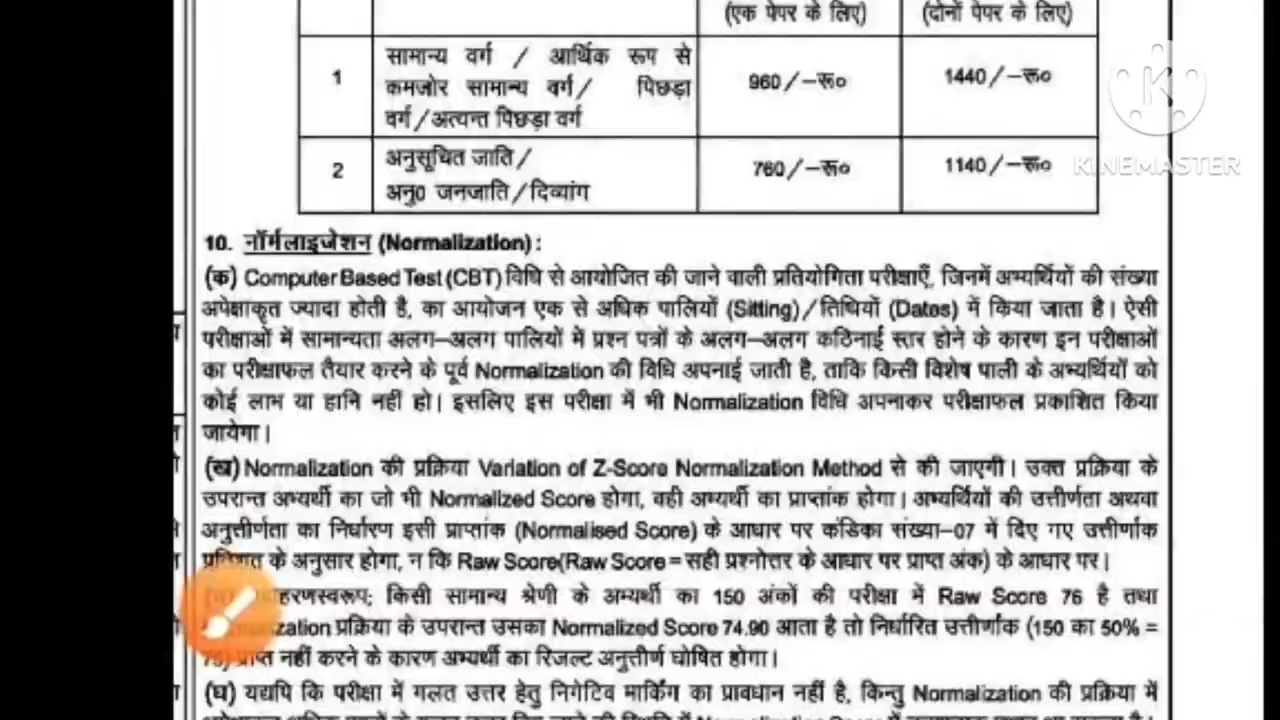 (एक पेपर के लिए) (दोनों पेपर के लिए)
1 सामान्य वर्ग / आर्थिक रूप से कमजोर सामान्य वर्ग / पिछड़ा वर्ग/अत्यन्त पिछड़ा वर्ग 960/-रू० 1440/-रू०
2 अनुसूचित जाति/ अनु0 जनजाति/दिव्यांग 760/-रू० 1140/-रू०
KINEMASTER
10. नॉर्मलाइजेशन (Normalization) :
(क) Computer Based Test (CBT) विधि से आयोजित की जाने वाली प्रतियोगिता परीक्षाएँ, जिनमें अभ्यर्थियों की संख्या
अपेक्षाकृत ज्यादा होती है, का आयोजन एक से अधिक पालियों (Sitting)/तिथियों (Dates) में किया जाता है। ऐसी
परीक्षाओं में सामान्यता अलग-अलग पालियों में प्रश्न पत्रों के अलग-अलग कठिनाई स्तर होने के कारण इन परीक्षाओं
का परीक्षाफल तैयार करने के पूर्व Normalization की विधि अपनाई जाती है, ताकि किसी विशेष पाली के अभ्यर्थियों को
कोई लाभ या हानि नहीं हो। इसलिए इस परीक्षा में भी Normalization विधि अपनाकर परीक्षाफल प्रकाशित किया
जायेगा।
(ख) Normalization की प्रक्रिया Variation of Z-Score Normalization Method से की जाएगी। उक्त प्रक्रिया के
उपरान्त अभ्यर्थी का जो भी Normalized Score होगा, वही अभ्यर्थी का प्राप्तांक होगा। अभ्यर्थियों की उत्तीर्णता अथवा
अनुत्तीर्णता का निर्धारण इसी प्राप्तांक (Normalised Score) के आधार पर कंडिका संख्या-07 में दिए गए उत्तीर्णांक
के अनुसार होगा, न कि Raw Score(Raw Score = सही प्रश्नोत्तर के आधार पर प्राप्त अंक) के आधार पर।
किसी सामान्य श्रेणी के अभ्यर्थी का 150 अंकों की परीक्षा में Raw Score 76 है तथा
प्रक्रिया के उपरान्त उसका Normalized Score 74.90 आता है तो निर्धारित उत्तीर्णांक (150 का 50% =
प्राप्त नहीं करने के कारण अभ्यर्थी का रिजल्ट अनुत्तीर्ण घोषित होगा।
(घ) यद्यपि कि परीक्षा में गलत उत्तर हेतु निगेटिव मार्किंग का प्रावधान नहीं है, किन्तु Normalization की प्रक्रिया में